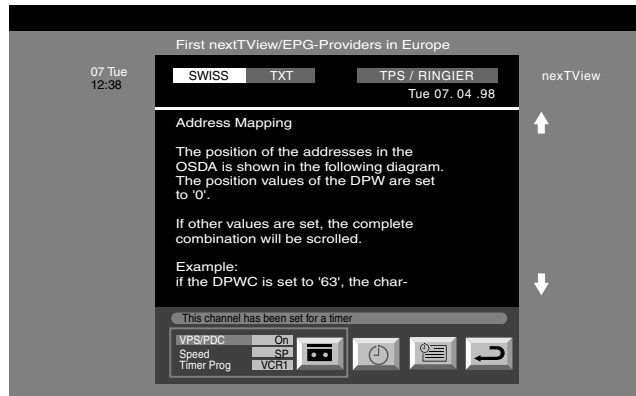 First nextTView/EPG-Providers in Europe
07 Tue
12:38
SWISS TXT TPS / RINGIER
Tue 07. 04 .98
nexTView
Address Mapping
The position of the addresses in the
OSDA is shown in the following diagram.
The position values of the DPW are set
to '0'.
If other values are set, the complete
combination will be scrolled.
Example:
if the DPWC is set to '63', the char-
This channel has been set for a timer
VPS/PDC On
Speed SP
Timer Prog VCR1